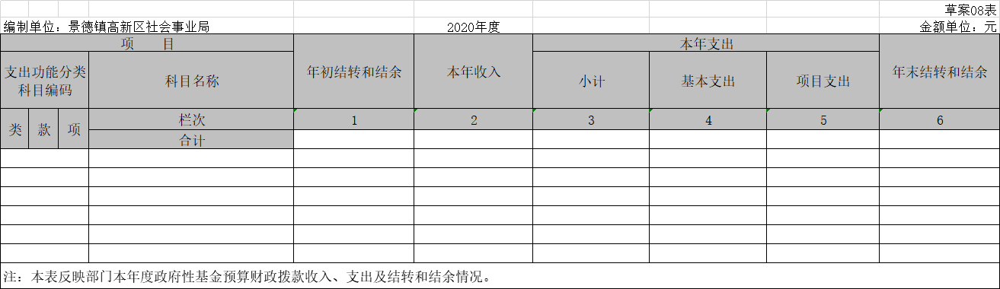 草案08表
编制单位：景德镇高新区社会事业局 2020年度 金额单位：元
项 目 年初结转和结余 本年收入 本年支出 年末结转和结余
支出功能分类
科目编码
科目名称 小计 基本支出 项目支出
类 款 项 栏次 1 2 3 4 5 6
合计
注：本表反映部门本年度政府性基金预算财政拨款收入、支出及结转和结余情况。